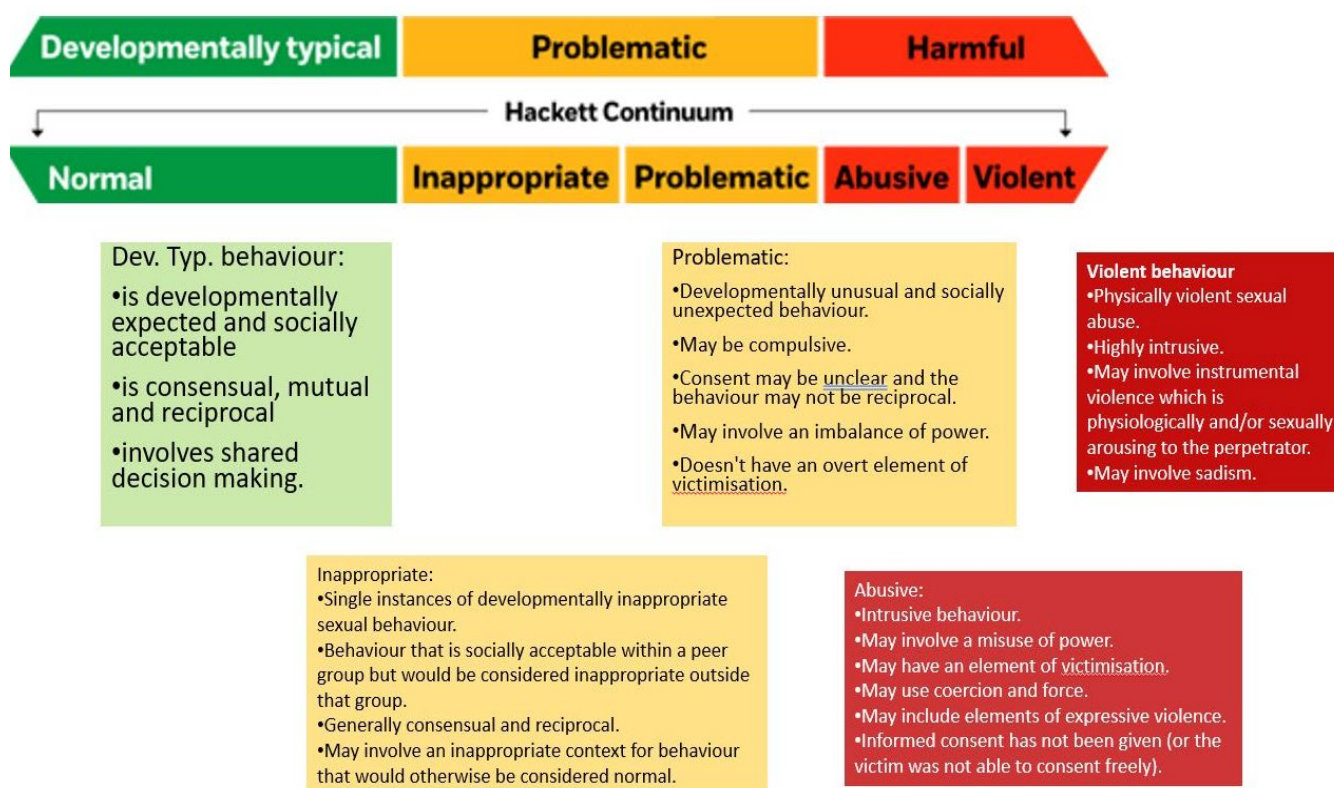 Developmentally typical
Problematic
Harmful
Hackett Continuum
Normal
Inappropriate
Problematic
Abusive
Violent
Dev. Typ. behaviour:
•is developmentally
expected and socially
acceptable
•is consensual, mutual
and reciprocal
•involves shared
decision making.
Problematic:
•Developmentally unusual and socially
unexpected behaviour.
•May be compulsive.
•Consent may be unclear and the
behaviour may not be reciprocal.
•May involve an imbalance of power.
•Doesn't have an overt element of
victimisation.
Violent behaviour
•Physically violent sexual
abuse.
•Highly intrusive.
•May involve instrumental
violence which is
physiologically and/or sexually
arousing to the perpetrator.
•May involve sadism.
Inappropriate:
•Single instances of developmentally inappropriate
sexual behaviour.
•Behaviour that is socially acceptable within a peer
group but would be considered inappropriate outside
that group.
•Generally consensual and reciprocal.
•May involve an inappropriate context for behaviour
that would otherwise be considered normal.
Abusive:
•Intrusive behaviour.
•May involve a misuse of power.
•May have an element of victimisation.
•May use coercion and force.
•May include elements of expressive violence.
•Informed consent has not been given (or the
victim was not able to consent freely).